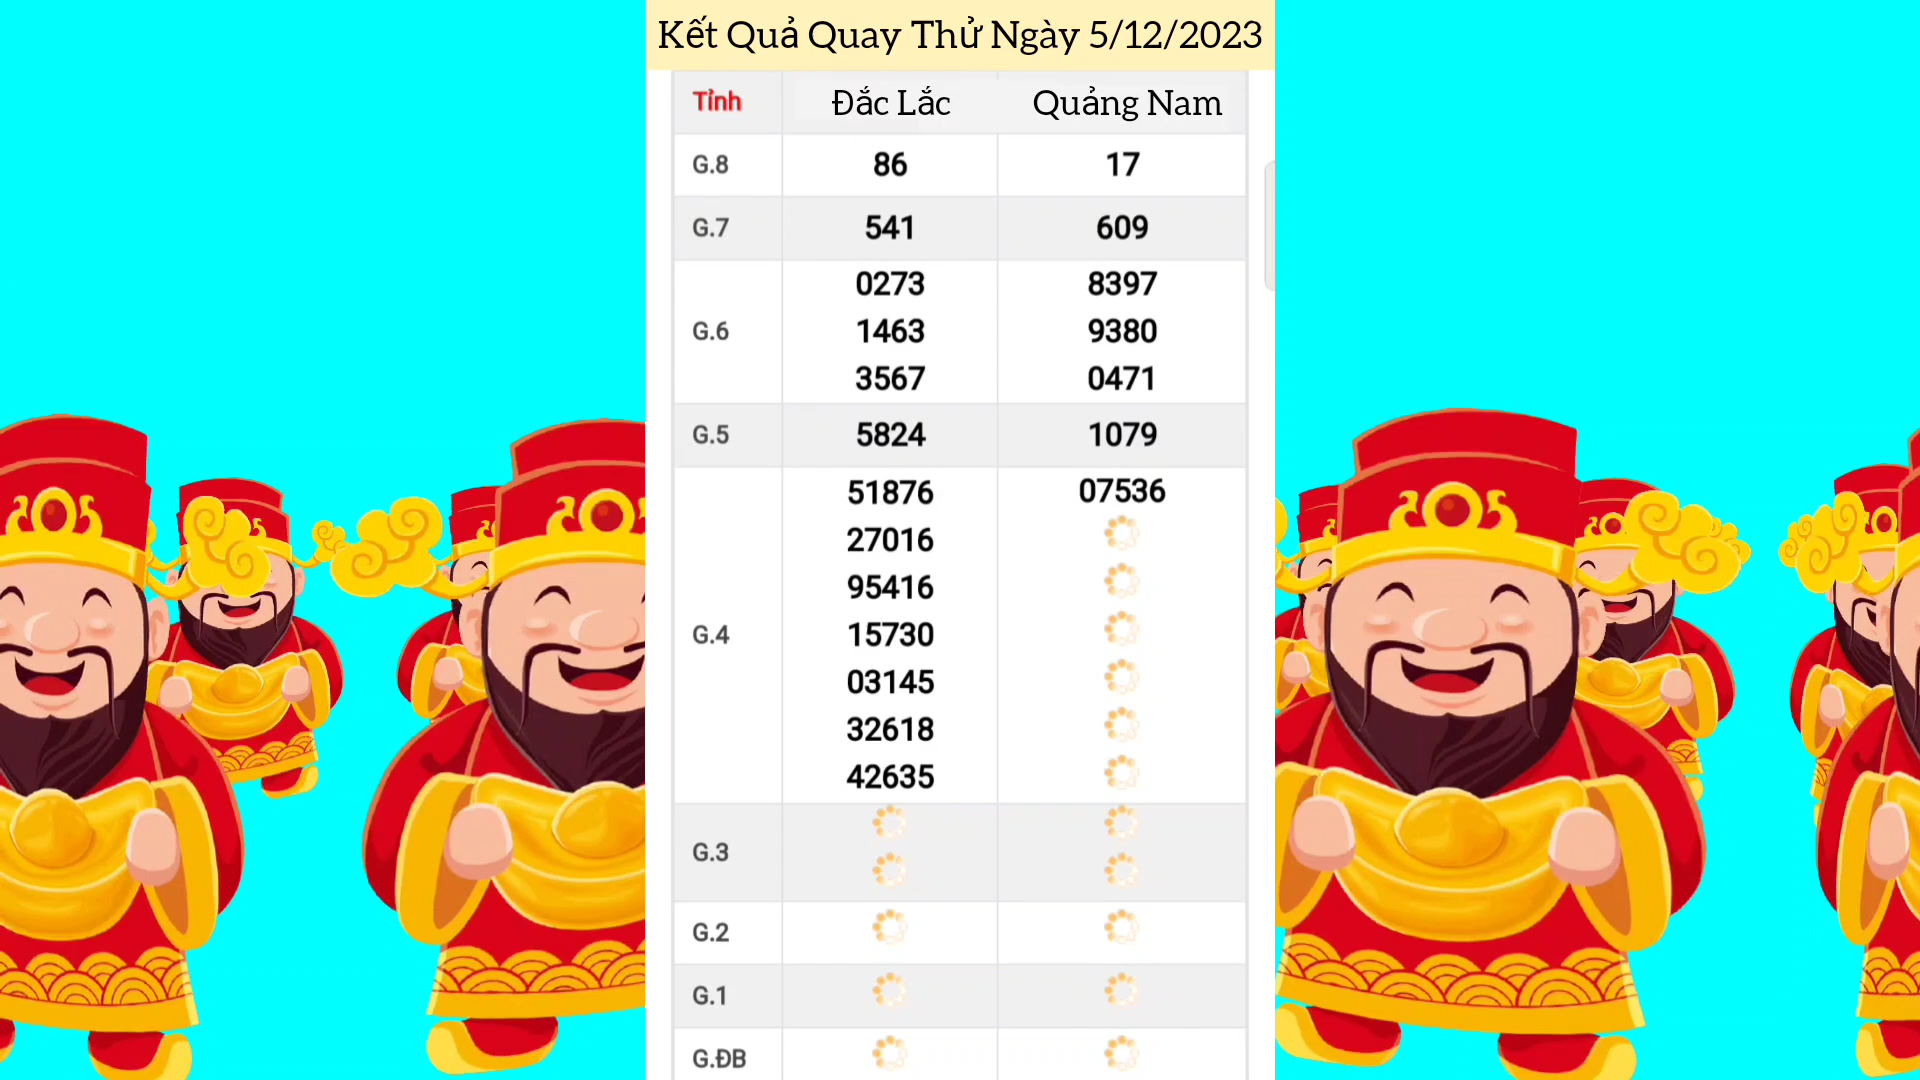 Kết Quả Quay Thử Ngày 5/12/2023
Tỉnh Đắc Lắc Quảng Nam
G.8 86 17
G.7 541 609
0273 8397
G.6 1463 9380
3567 0471
G.5 5824 1079
51876 07536
27016
95416
G.4 15730
03145
32618
42635
G.3
G.2
G.1
G.ĐB